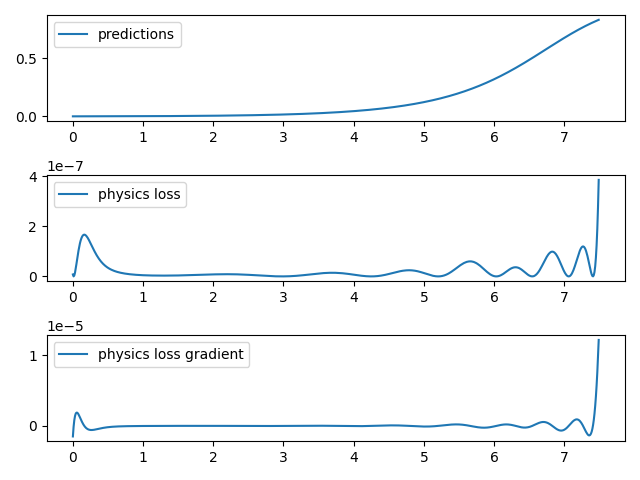 predictions
0.5
0.0
0 1 2 3 4 5 6 7
1e−7
physics loss
4
2
0
0 1 2 3 4 5 6 7
1e−5
physics loss gradient
1
0
0 1 2 3 4 5 6 7